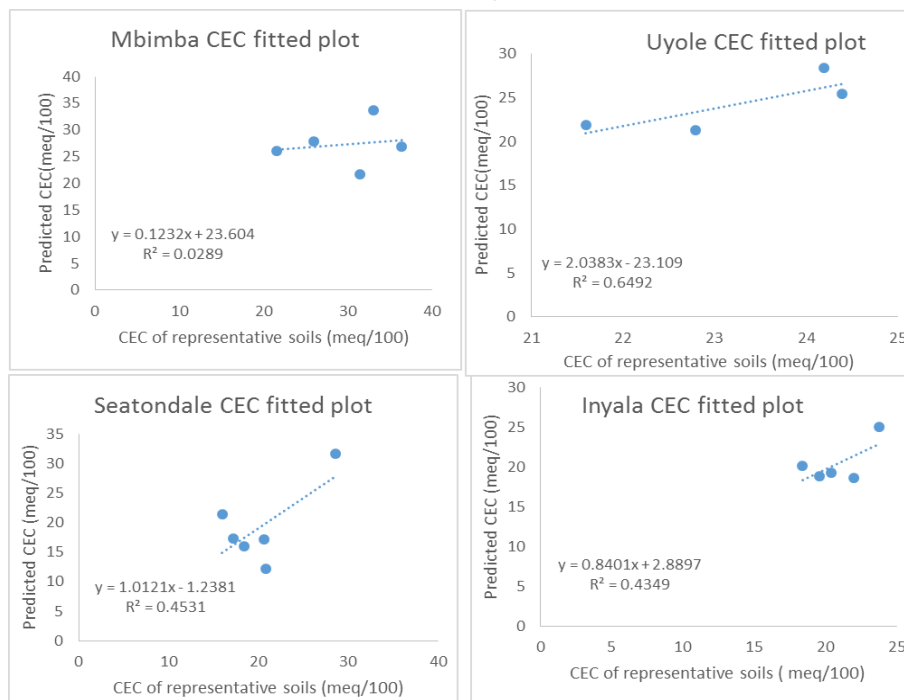 Mbimba CEC fitted plot
Predicted CEC(meq/100)
40
35
30
25
20
15
10
5
0
y = 0.1232x + 23.604
R² = 0.0289
0 10 20 30 40
CEC of representative soils (meq/100)
Uyole CEC fitted plot
Predicted CEC(meq/100)
30
25
20
15
10
5
0
y = 2.0383x - 23.109
R² = 0.6492
21 22 23 24 25
CEC of representative soils (meq/100)
Seatondale CEC fitted plot
Predicted CEC (meq/100)
35
30
25
20
15
10
5
0
y = 1.0121x - 1.2381
R² = 0.4531
0 10 20 30 40
CEC of representative soils (meq/100)
Inyala CEC fitted plot
Predicted CEC (meq/100)
30
25
20
15
10
5
0
y = 0.8401x + 2.8897
R² = 0.4349
0 5 10 15 20 25
CEC of representative soils ( meq/100)